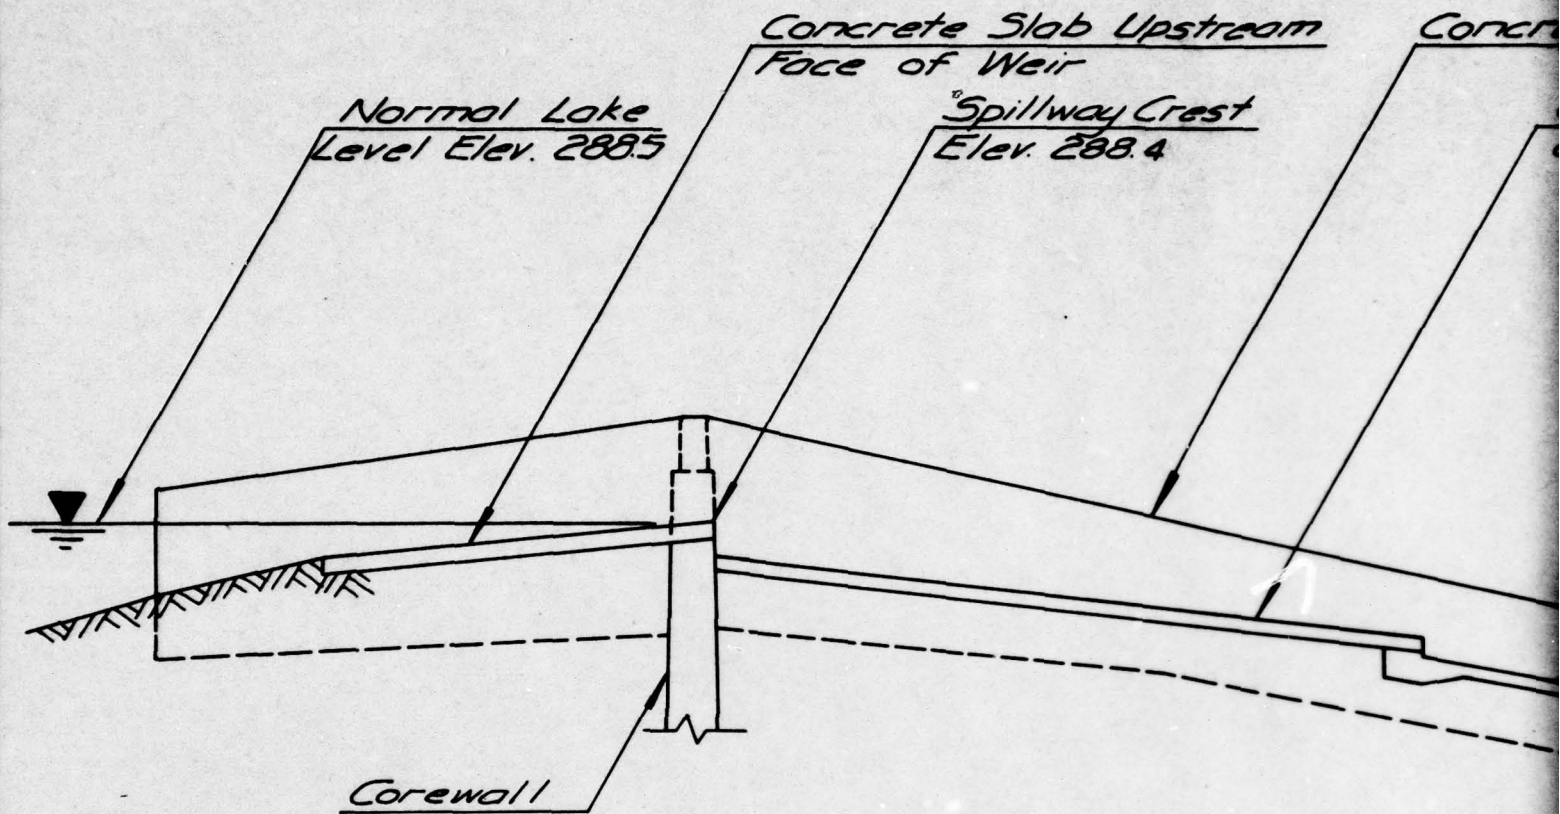 Concrete Slab Upstream
Face of Weir
Normal Lake
Level Elev. 288.5
Spillway Crest
Elev. 288.4
Corewall